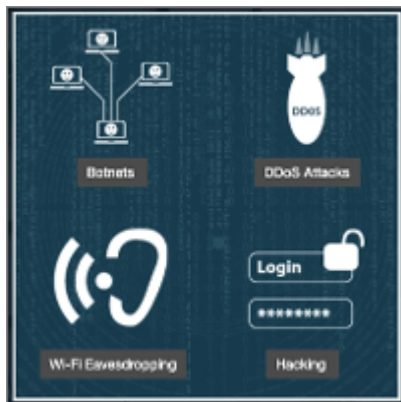 DDoS
Botnets
DDoS Attacks
Login
********
Wi-Fi Eavesdropping
Hacking